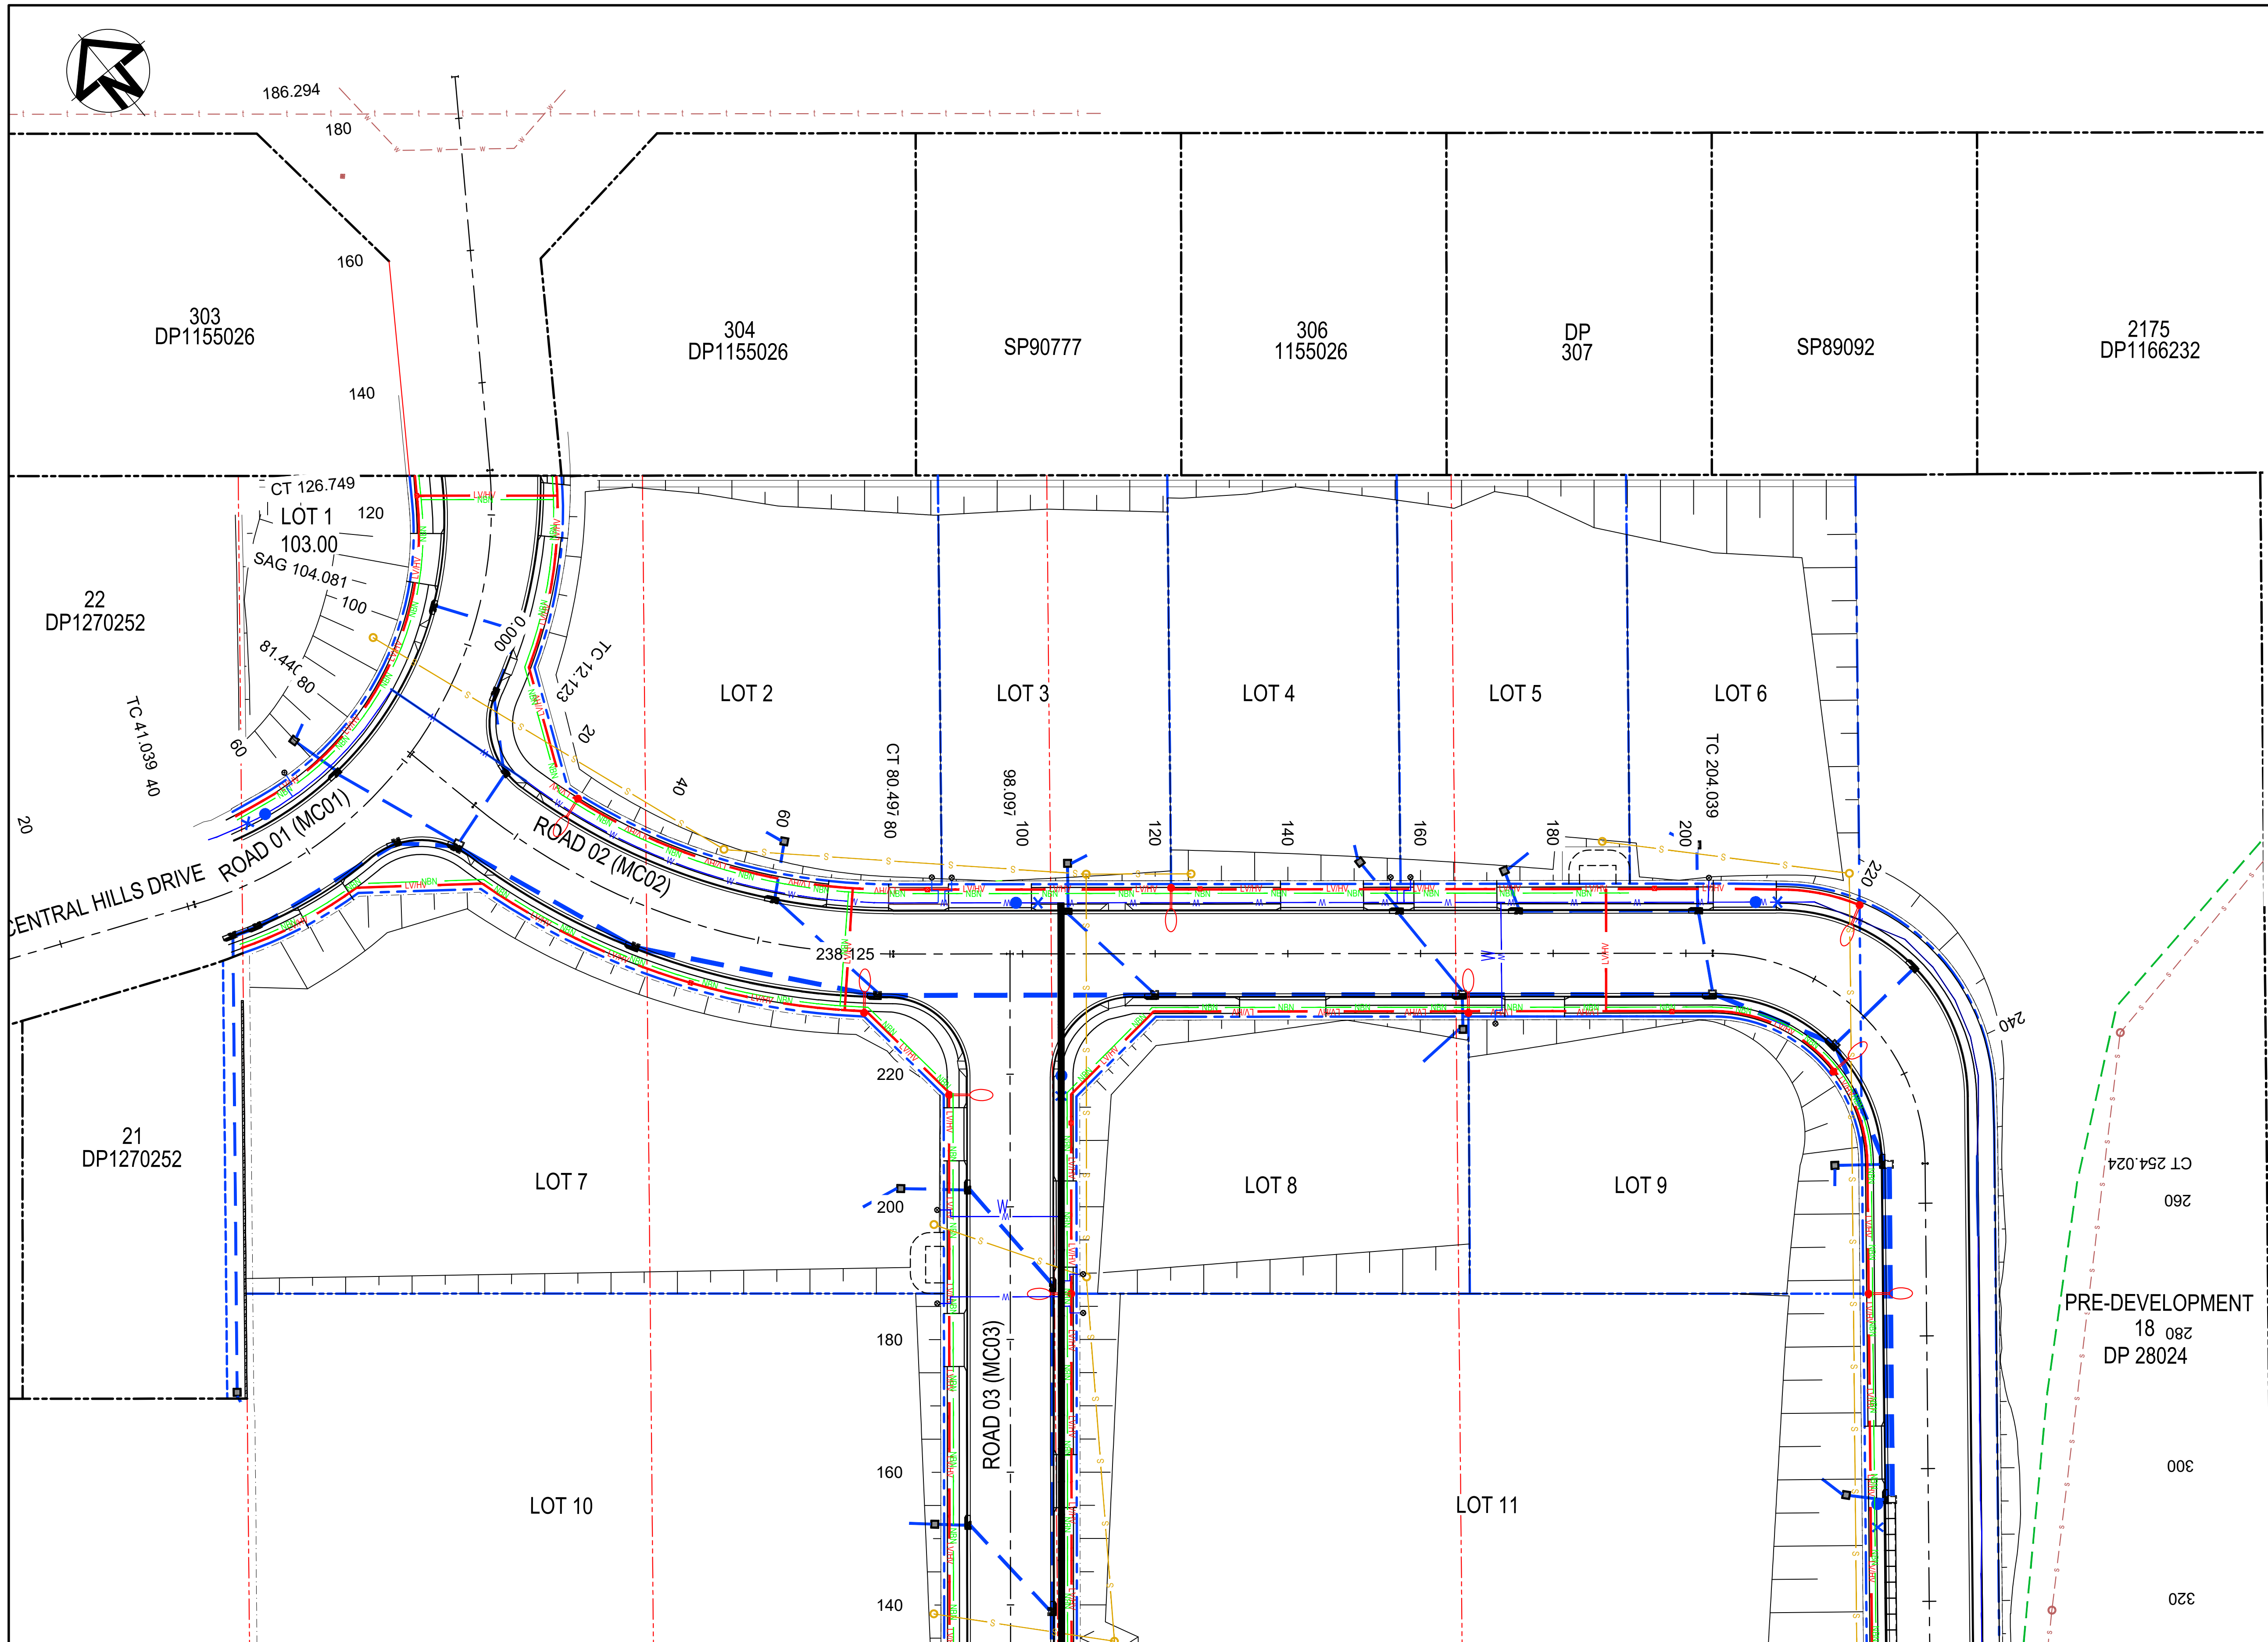 N
186.294
180
160
140
303
DP1155026
304
DP1155026
SP90777
306
1155026
DP
307
SP89092
2175
DP1166232
CT 126.749
LOT 1
120
103.00
SAG 104.081
100
81.440
80
60
TC 41.039
40
20
22
DP1270252
0.000
TC 12.123
20
40
60
CT 80.497
80
98.097
100
120
140
160
180
200
TC 204.039
220
240
LOT 2
LOT 3
LOT 4
LOT 5
LOT 6
CENTRAL HILLS DRIVE
ROAD 01 (MC01)
ROAD 02 (MC02)
238.125
220
200
180
160
140
21
DP1270252
LOT 7
LOT 8
LOT 9
CT 254.024
260
PRE-DEVELOPMENT
18
280
DP 28024
300
320
ROAD 03 (MC03)
LOT 10
LOT 11
LV/HV
NBN
W
S